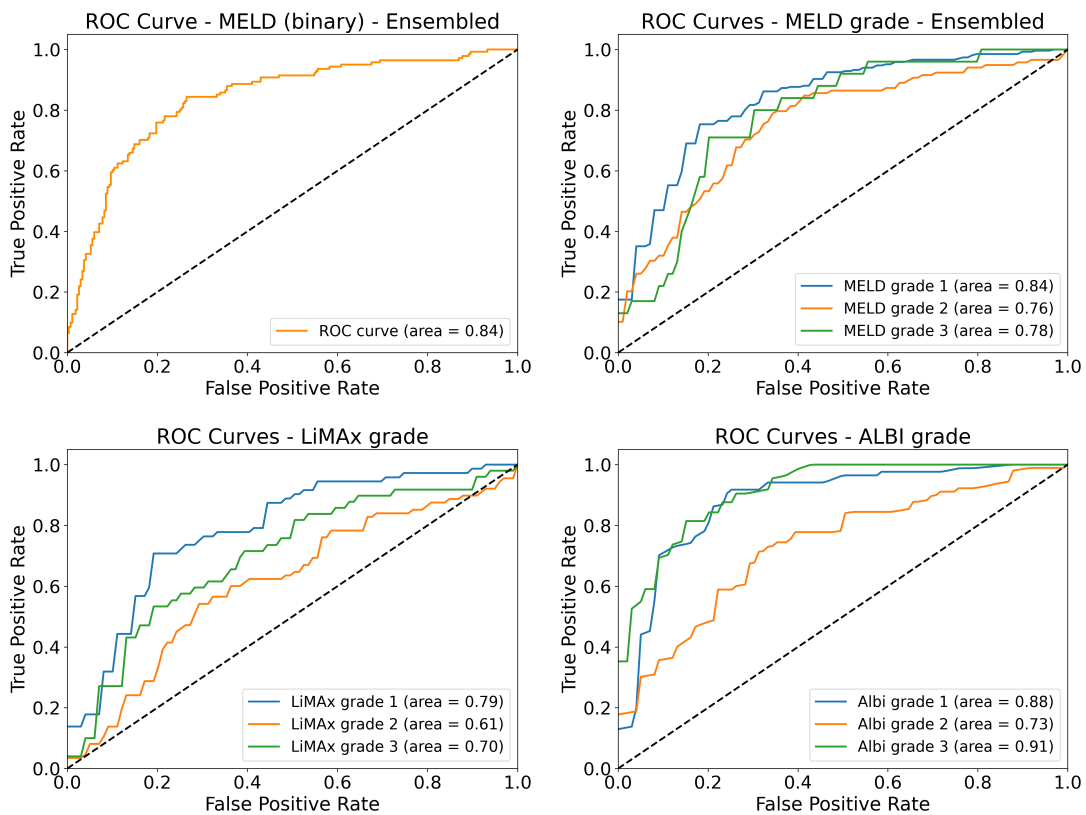 ROC Curve - MELD (binary) - Ensembled
True Positive Rate
1.0
0.8
0.6
0.4
0.2
0.0
ROC curve (area = 0.84)
0.0 0.2 0.4 0.6 0.8 1.0
False Positive Rate
ROC Curves - MELD grade - Ensembled
True Positive Rate
1.0
0.8
0.6
0.4
0.2
0.0
MELD grade 1 (area = 0.84)
MELD grade 2 (area = 0.76)
MELD grade 3 (area = 0.78)
0.0 0.2 0.4 0.6 0.8 1.0
False Positive Rate
ROC Curves - LiMAx grade
True Positive Rate
1.0
0.8
0.6
0.4
0.2
0.0
LiMAx grade 1 (area = 0.79)
LiMAx grade 2 (area = 0.61)
LiMAx grade 3 (area = 0.70)
0.0 0.2 0.4 0.6 0.8 1.0
False Positive Rate
ROC Curves - ALBI grade
True Positive Rate
1.0
0.8
0.6
0.4
0.2
0.0
Albi grade 1 (area = 0.88)
Albi grade 2 (area = 0.73)
Albi grade 3 (area = 0.91)
0.0 0.2 0.4 0.6 0.8 1.0
False Positive Rate